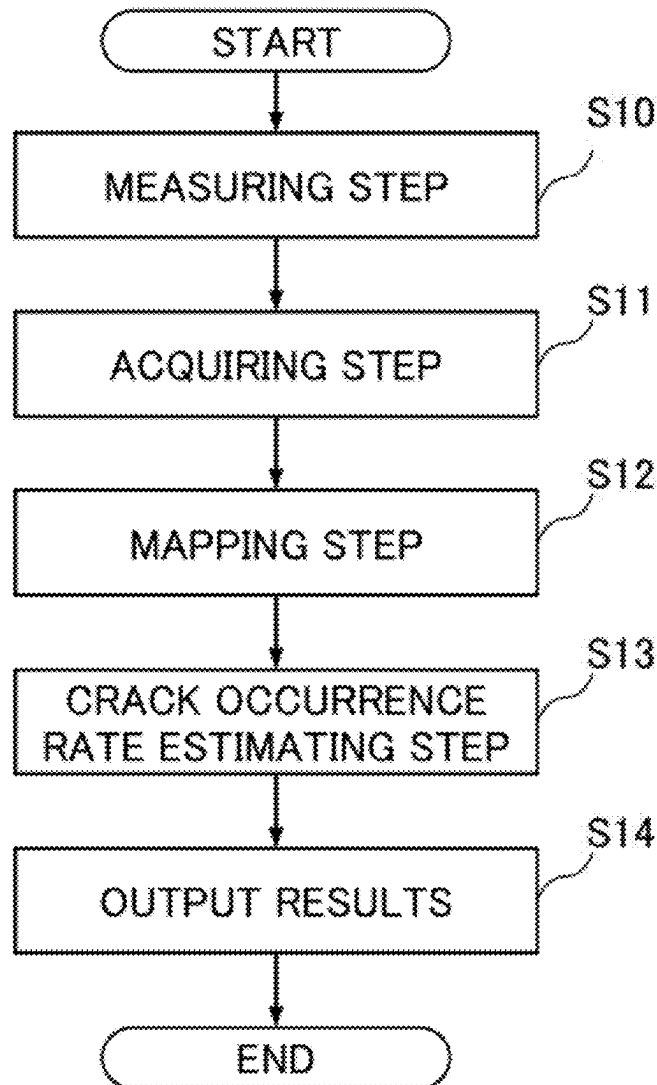 START
S10
MEASURING STEP
S11
ACQUIRING STEP
S12
MAPPING STEP
S13
CRACK OCCURRENCE
RATE ESTIMATING STEP
S14
OUTPUT RESULTS
END